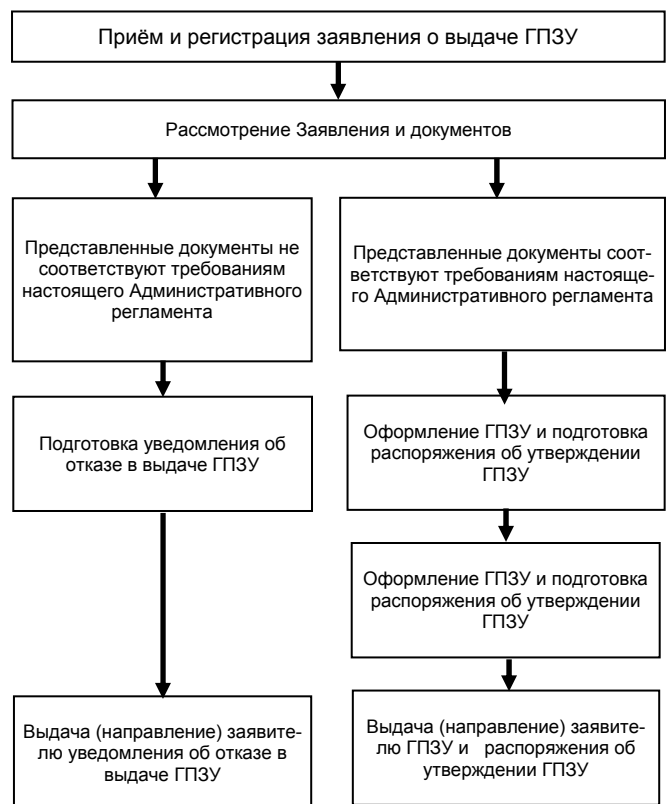 Приём и регистрация заявления о выдаче ГПЗУ
Рассмотрение Заявления и документов
Представленные документы не
соответствуют требованиям
настоящего Административного
регламента
Представленные документы соот-
ветствуют требованиям настояще-
го Административного регламента
Подготовка уведомления об
отказе в выдаче ГПЗУ
Оформление ГПЗУ и подготовка
распоряжения об утверждении
ГПЗУ
Оформление ГПЗУ и подготовка
распоряжения об утверждении
ГПЗУ
Выдача (направление) заявите-
лю уведомления об отказе в
выдаче ГПЗУ
Выдача (направление) заявите-
лю ГПЗУ и распоряжения об
утверждении ГПЗУ